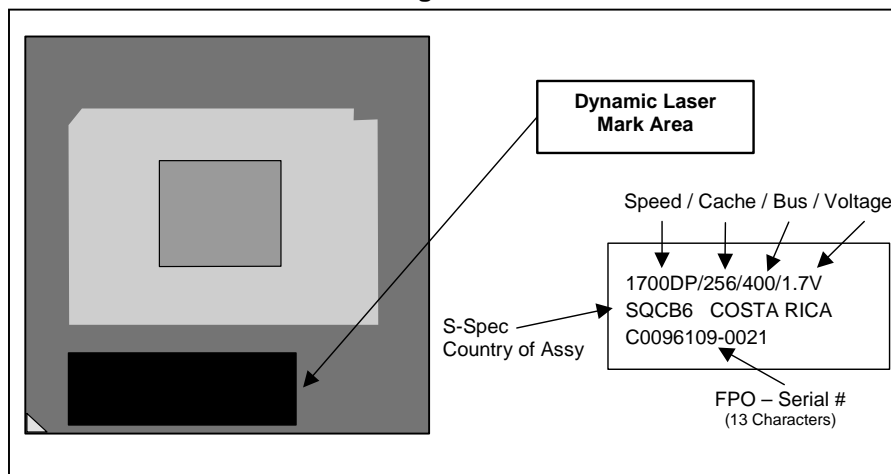 Dynamic Laser
Mark Area
Speed / Cache / Bus / Voltage
1700DP/256/400/1.7V
SQCB6 COSTA RICA
C0096109-0021
S-Spec
Country of Assy
FPO – Serial #
(13 Characters)